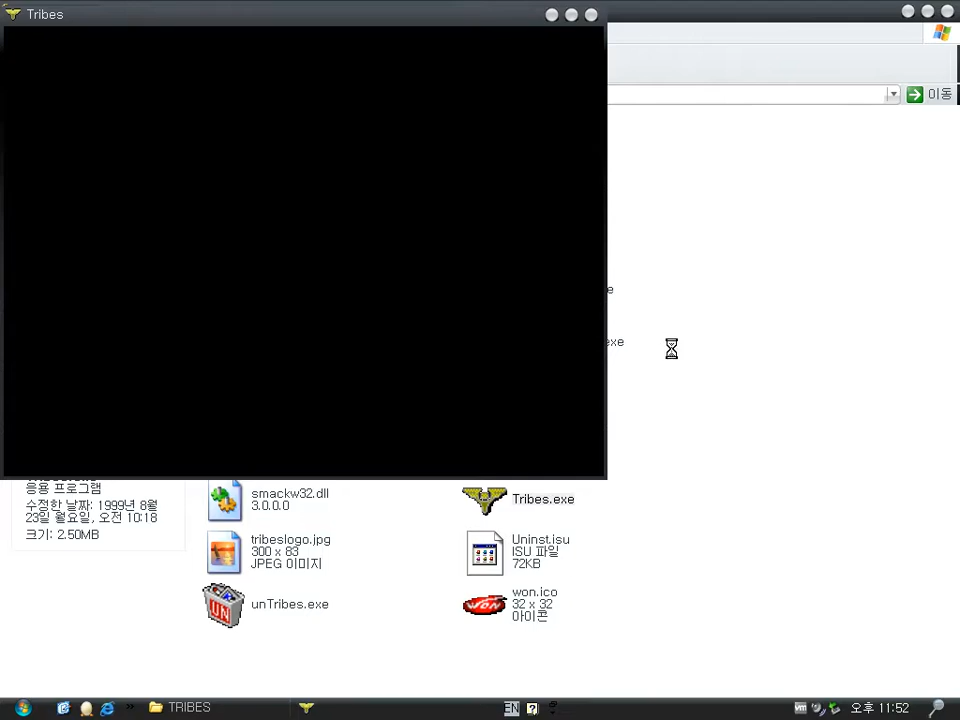 Tribes
이동
e
exe
응용 프로그램
수정한 날짜: 1999년 8월
23일 월요일, 오전 10:18
크기: 2.50MB
smackw32.dll
3.0.0.0
Tribes.exe
tribeslogo.jpg
300 x 83
JPEG 이미지
Uninst.isu
ISU 파일
72KB
UN
unTribes.exe
WON
won.ico
32 x 32
아이콘
TRIBES
EN
오후 11:52